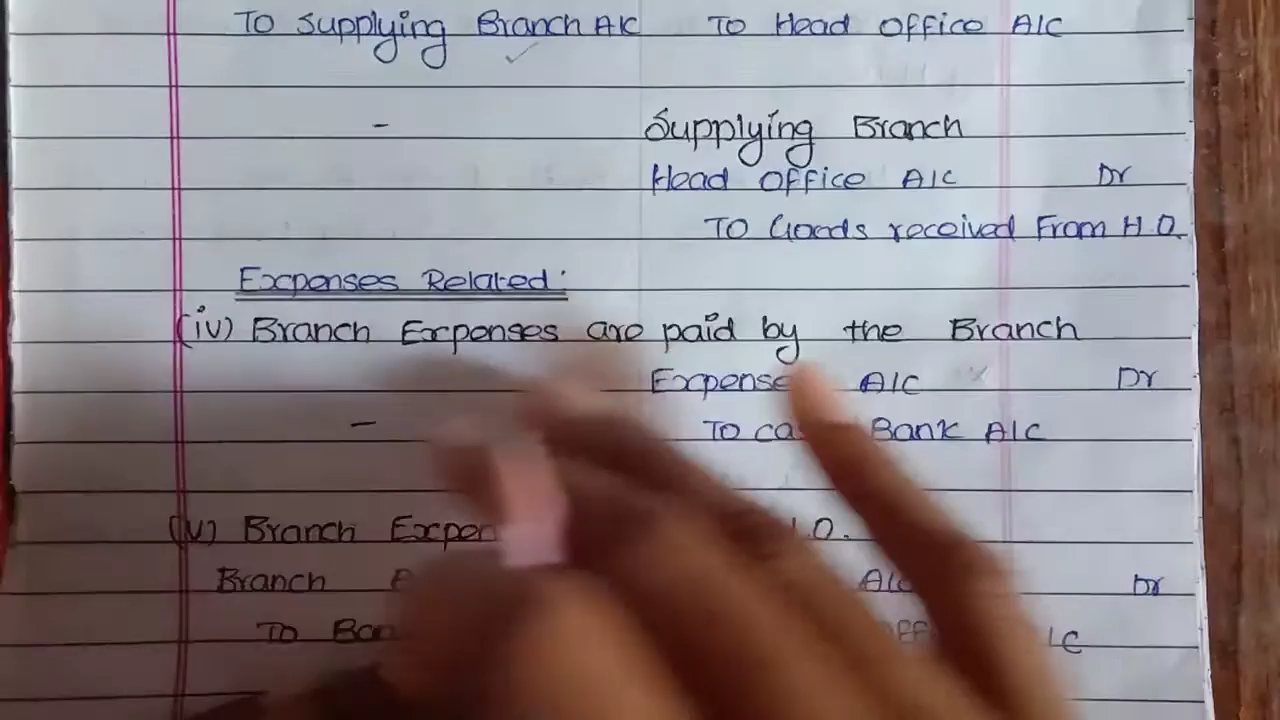 To Supplying Branch A/C To Head Office A/C
- Supplying Branch
Head Office A/C Dr
To Goods received From H.O.
Expenses Related:
(iv) Branch Expenses are paid by the Branch
A/C Dr
- To Bank A/C
(v) Branch
Branch A/C Dr
To